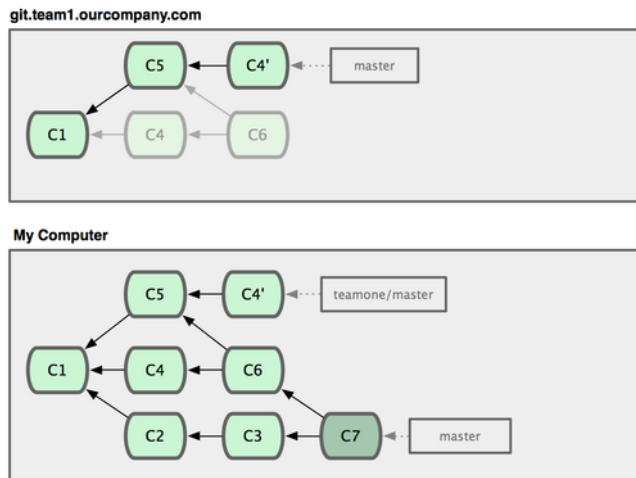 git.team1.ourcompany.com
C5 C4' master
C1 C4 C6
My Computer
C5 C4' teamone/master
C1 C4 C6
C2 C3 C7 master